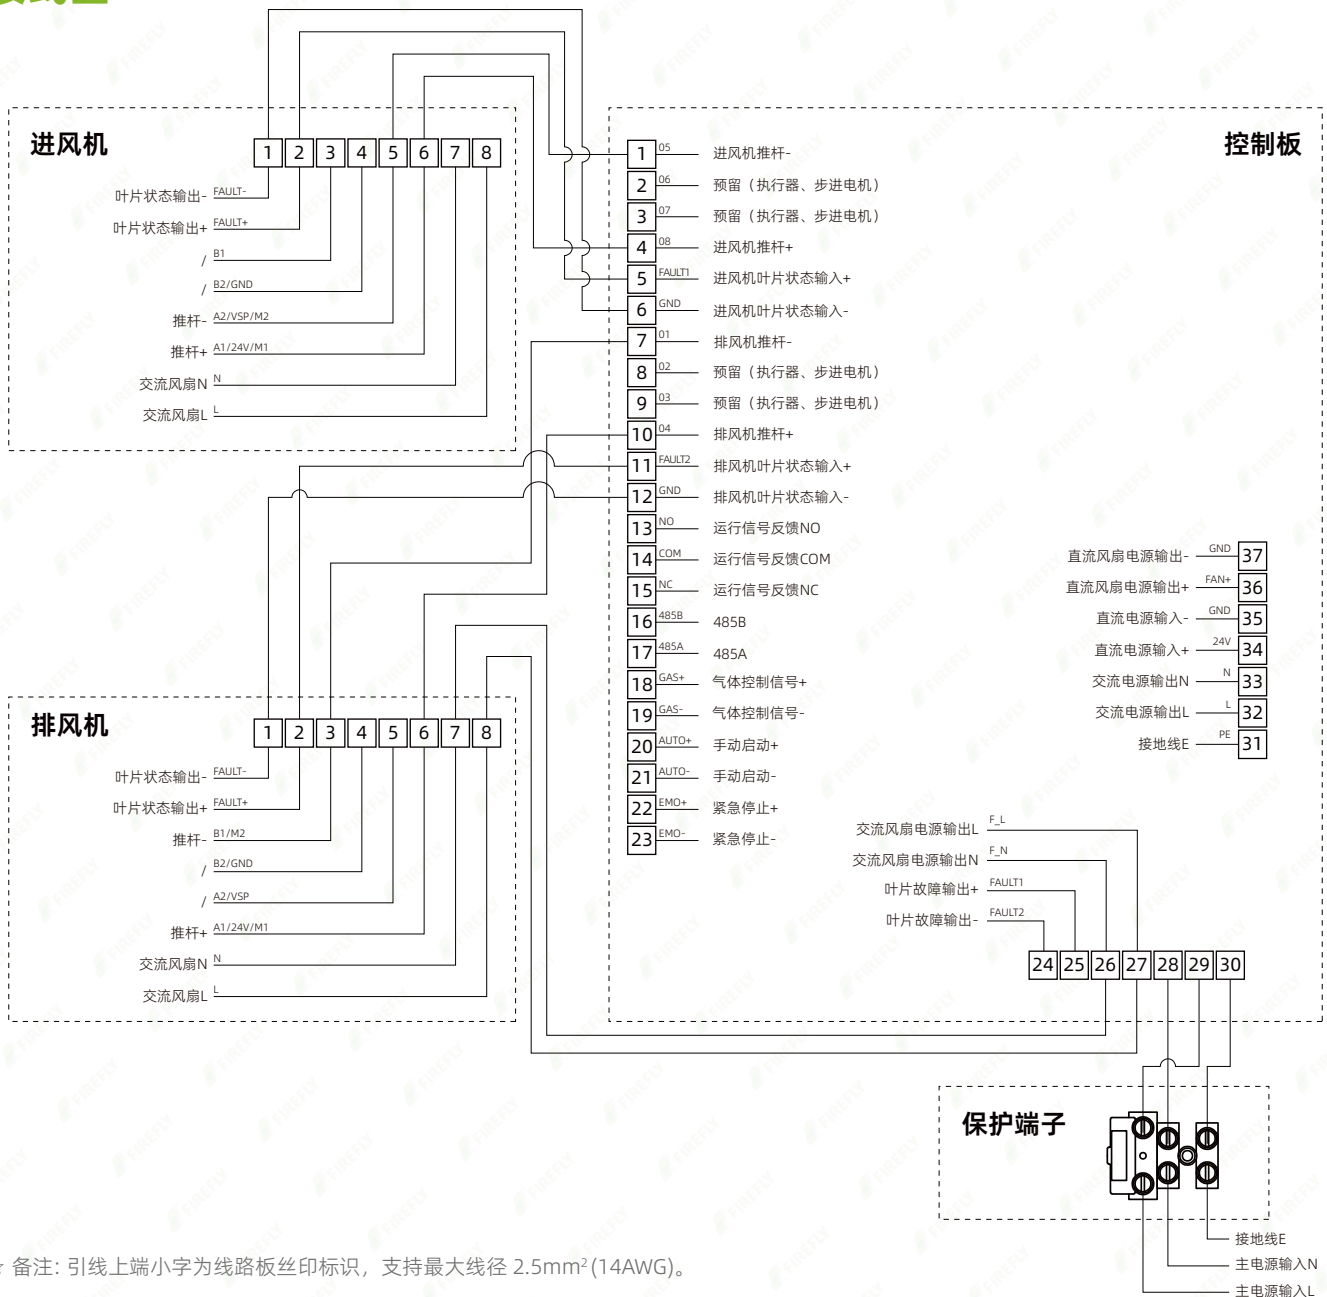 进风机
1 2 3 4 5 6 7 8
叶片状态输出- FAULT-
叶片状态输出+ FAULT+
/ B1
/ B2/GND
推杆- A2/VSP/M2
推杆+ A1/24V/M1
交流风扇N N
交流风扇L L
控制板
1 05 进风机推杆-
2 06 预留（执行器、步进电机）
3 07 预留（执行器、步进电机）
4 08 进风机推杆+
5 FAULT1 进风机叶片状态输入+
6 GND 进风机叶片状态输入-
7 01 排风机推杆-
8 02 预留（执行器、步进电机）
9 03 预留（执行器、步进电机）
10 04 排风机推杆+
11 FAULT2 排风机叶片状态输入+
12 GND 排风机叶片状态输入-
13 NO 运行信号反馈NO
14 COM 运行信号反馈COM
15 NC 运行信号反馈NC
16 485B 485B
17 485A 485A
18 GAS+ 气体控制信号+
19 GAS- 气体控制信号-
20 AUTO+ 手动启动+
21 AUTO- 手动启动-
22 EMO+ 紧急停止+
23 EMO- 紧急停止-
直流风扇电源输出- GND 37
直流风扇电源输出+ FAN+ 36
直流电源输入- GND 35
直流电源输入+ 24V 34
交流电源输出N N 33
交流电源输出L L 32
接地线E PE 31
交流风扇电源输出L F_L
交流风扇电源输出N F_N
叶片故障输出+ FAULT1
叶片故障输出- FAULT2
24 25 26 27 28 29 30
排风机
1 2 3 4 5 6 7 8
叶片状态输出- FAULT-
叶片状态输出+ FAULT+
推杆- B1/M2
/ B2/GND
/ A2/VSP
推杆+ A1/24V/M1
交流风扇N N
交流风扇L L
保护端子
接地线E
主电源输入N
主电源输入L
备注: 引线上端小字为线路板丝印标识，支持最大线径 2.5mm² (14AWG)。
FIREFLY